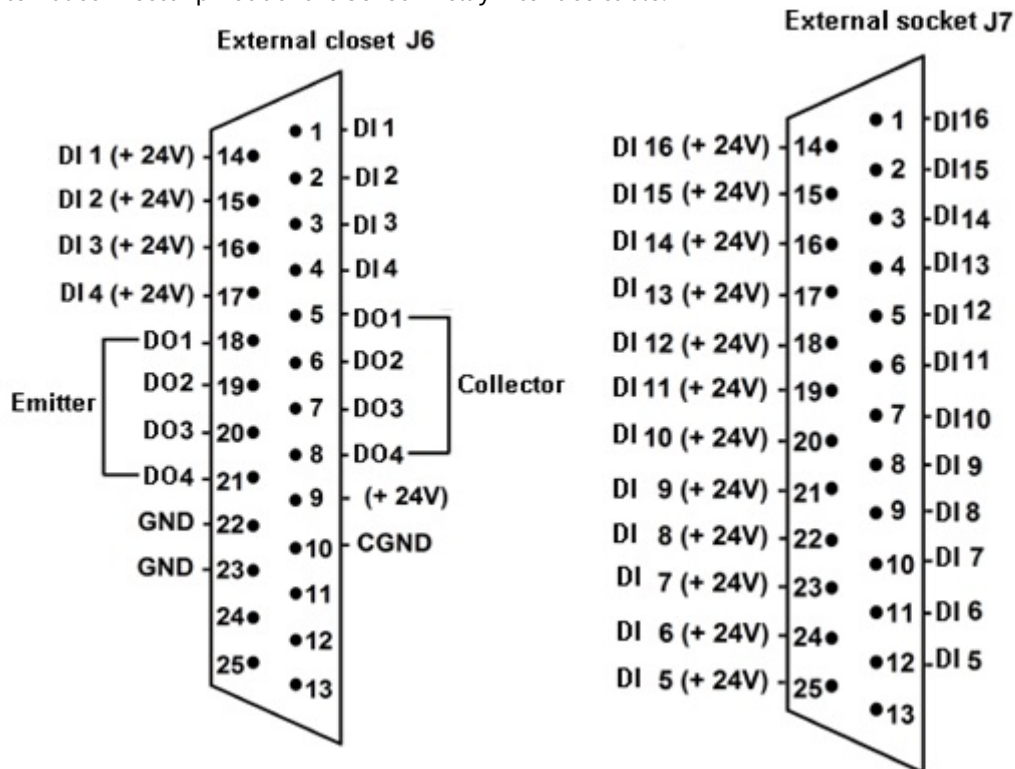 External closet J6
DI 1 (+ 24V) 14
DI 2 (+ 24V) 15
DI 3 (+ 24V) 16
DI 4 (+ 24V) 17
DO1 18
DO2 19
DO3 20
DO4 21
Emitter
GND 22
GND 23
24
25
1 DI 1
2 DI 2
3 DI 3
4 DI 4
5 DO1
6 DO2
7 DO3
8 DO4
Collector
9 (+ 24V)
10 CGND
11
12
13
External socket J7
DI 16 (+ 24V) 14
DI 15 (+ 24V) 15
DI 14 (+ 24V) 16
DI 13 (+ 24V) 17
DI 12 (+ 24V) 18
DI 11 (+ 24V) 19
DI 10 (+ 24V) 20
DI 9 (+ 24V) 21
DI 8 (+ 24V) 22
DI 7 (+ 24V) 23
DI 6 (+ 24V) 24
DI 5 (+ 24V) 25
1 DI16
2 DI15
3 DI14
4 DI13
5 DI12
6 DI11
7 DI10
8 DI 9
9 DI8
10 DI 7
11 DI 6
12 DI 5
13